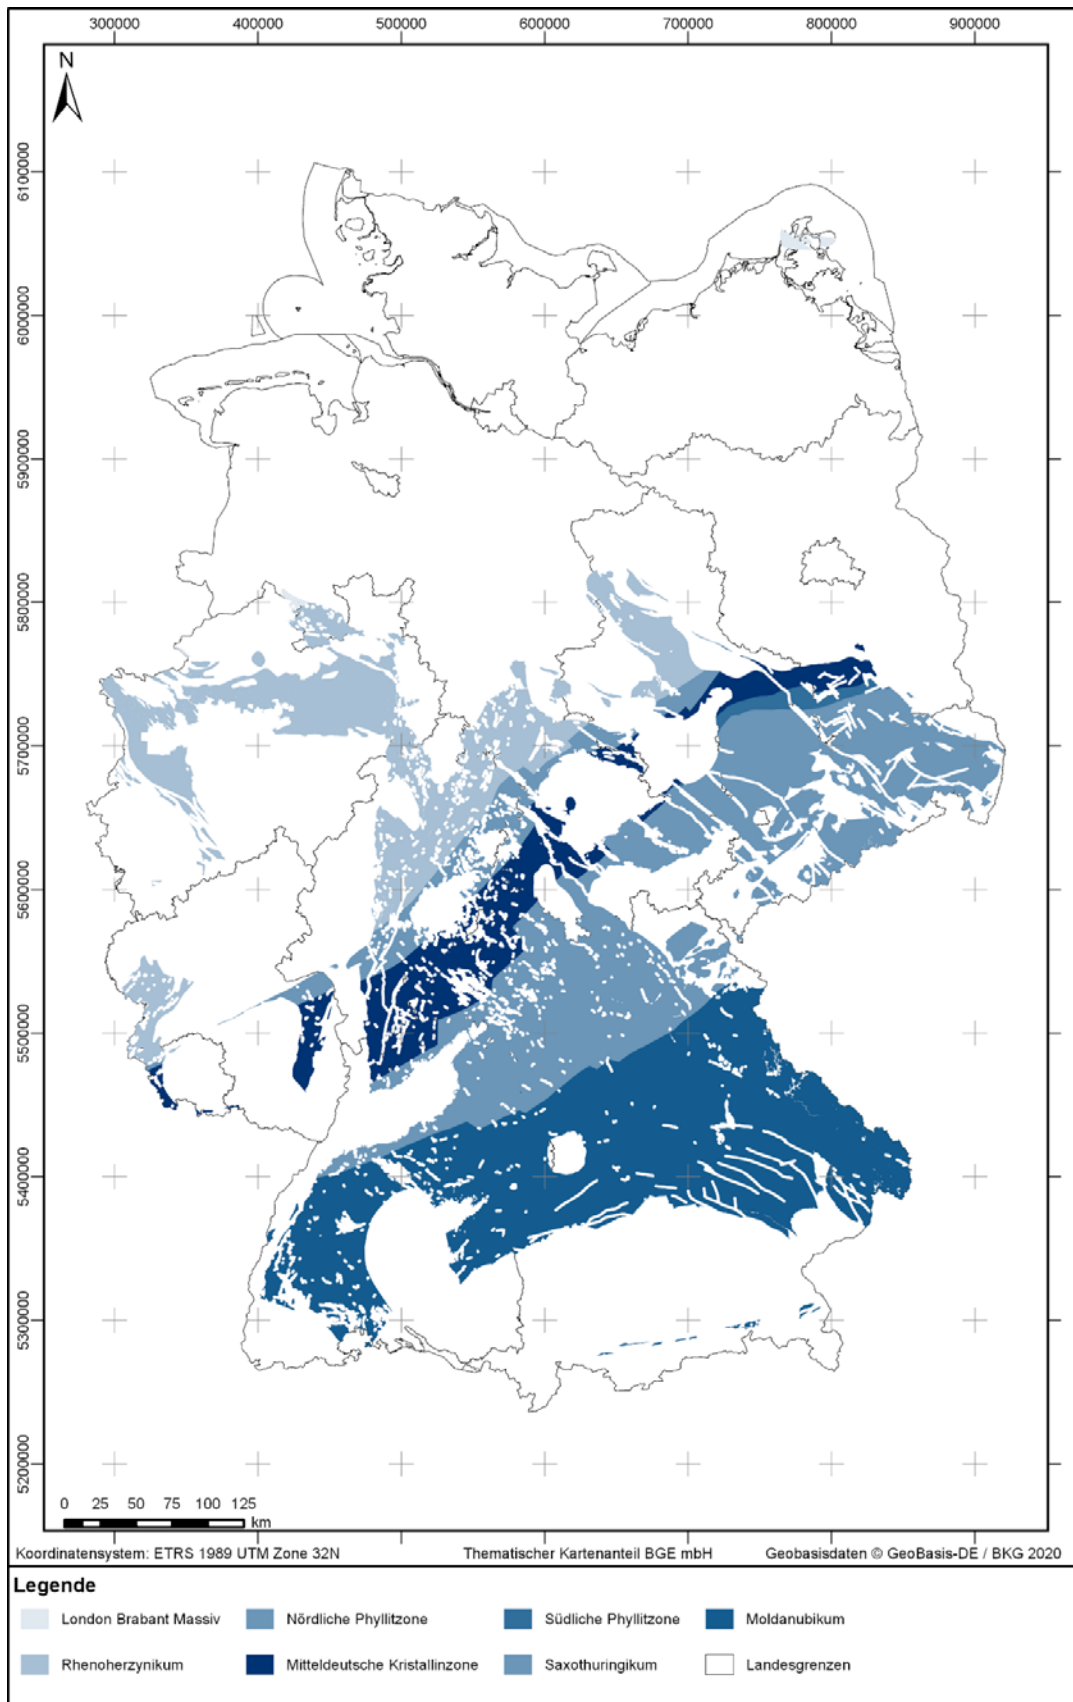 300000 400000 500000 600000 700000 800000 900000
N
6100000
6000000
5900000
5800000
5700000
5600000
5500000
5400000
5300000
5200000
0 25 50 75 100 125
km
Koordinatensystem: ETRS 1989 UTM Zone 32N Thematischer Kartenanteil BGE mbH Geobasisdaten © GeoBasis-DE / BKG 2020
Legende
London Brabant Massiv Nördliche Phyllitzone Südliche Phyllitzone Moldanubikum
Rhenoherzynikum Mitteldeutsche Kristallinzone Saxothuringikum Landesgrenzen